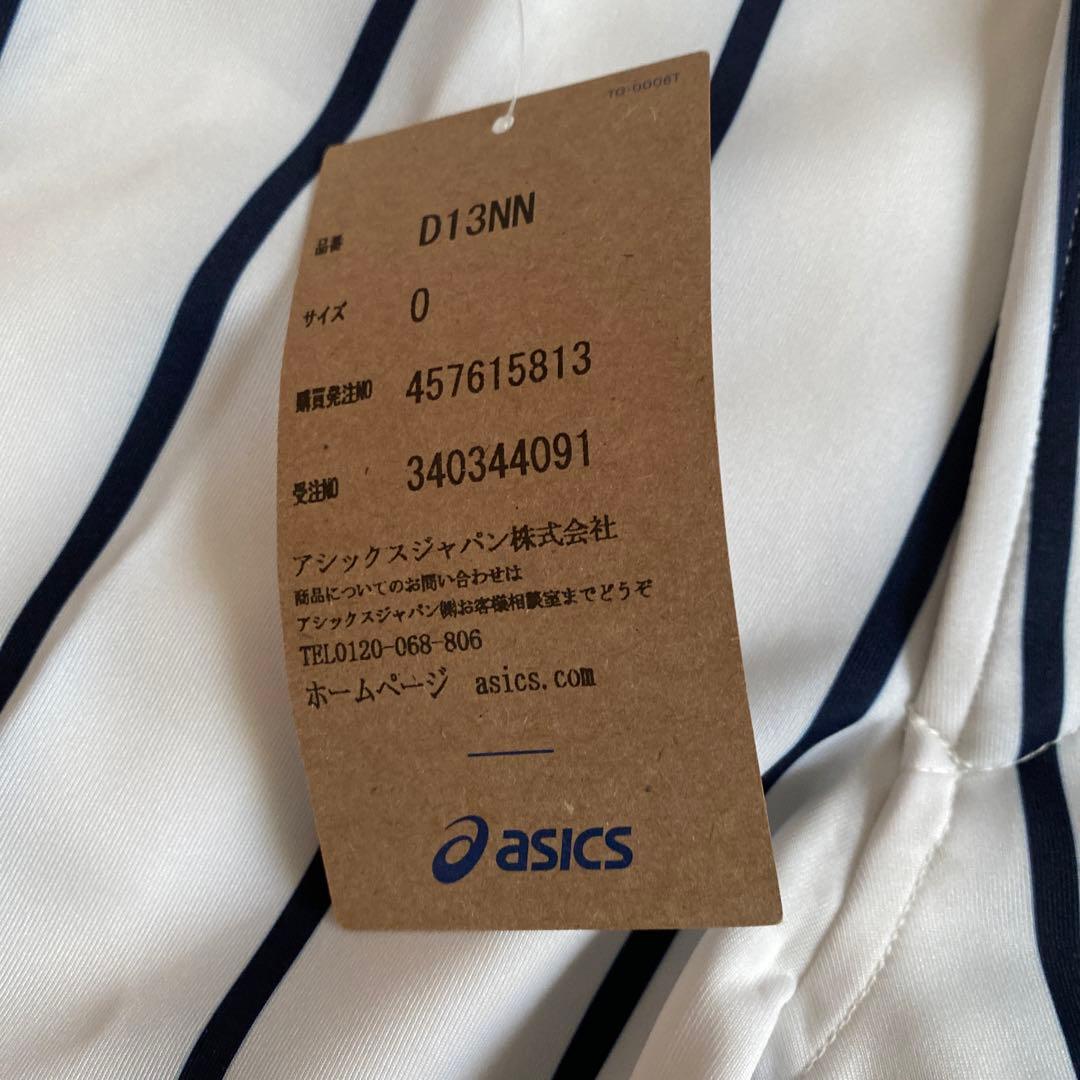 TG-0006T
品番 D13NN
サイズ 0
購買発注NO 457615813
受注NO 340344091
アシックスジャパン株式会社
商品についてのお問い合わせは
アシックスジャパン㈱お客様相談室までどうぞ
TEL0120-068-806
ホームページ asics.com
asics